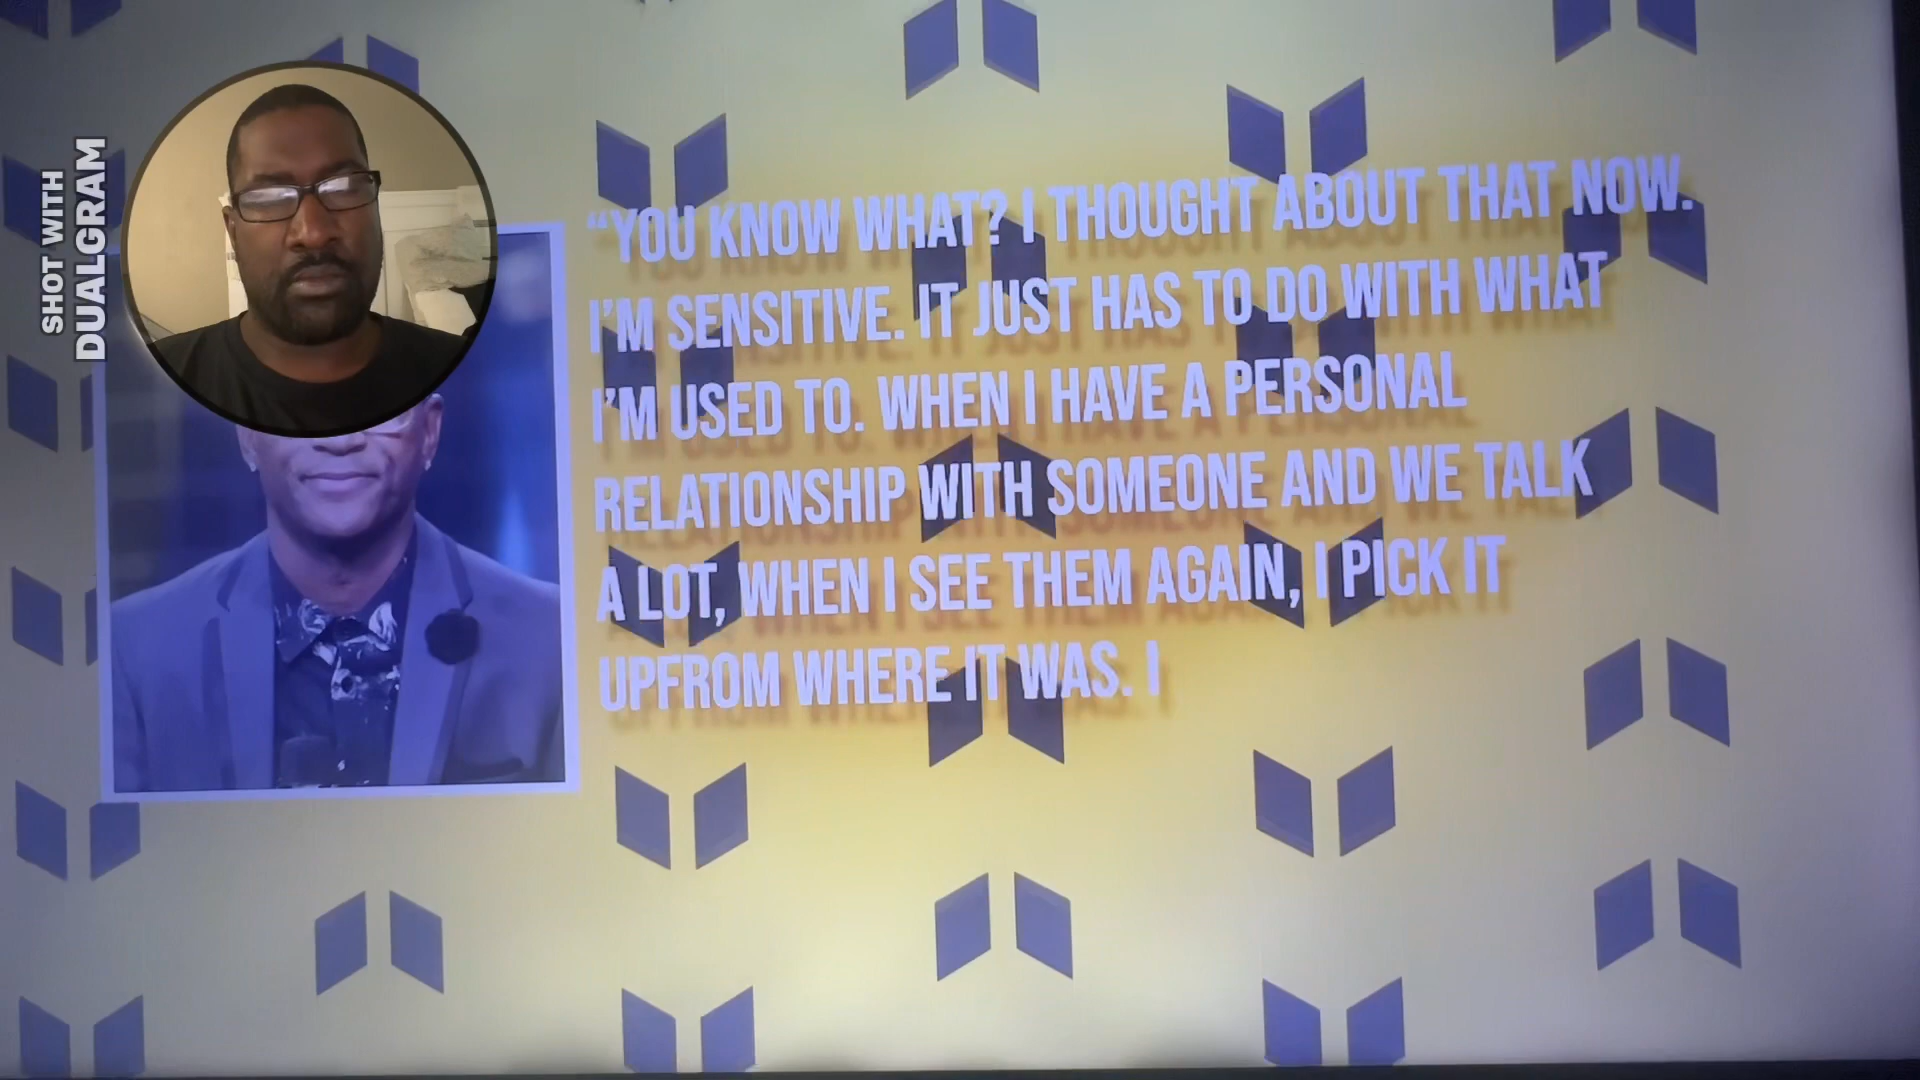 SHOT WITH
DUALGRAM
“YOU KNOW WHAT? I THOUGHT ABOUT THAT NOW.
I’M SENSITIVE. IT JUST HAS TO DO WITH WHAT
I’M USED TO. WHEN I HAVE A PERSONAL
RELATIONSHIP WITH SOMEONE AND WE TALK
A LOT, WHEN I SEE THEM AGAIN, I PICK IT
UPFROM WHERE IT WAS. I